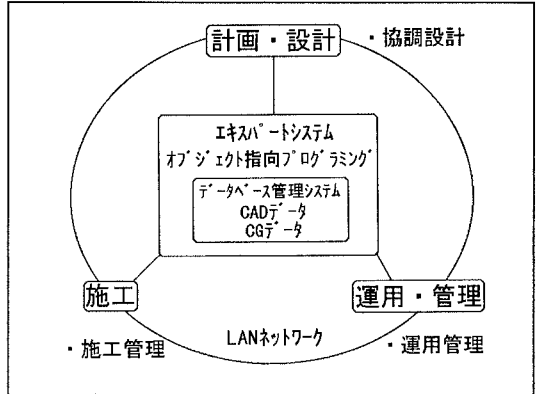 計画・設計
・協調設計
エキスパートシステム
オブジェクト指向プログラミング
データベース管理システム
CADデータ
CGデータ
施工
運用・管理
・施工管理
LANネットワーク
・運用管理